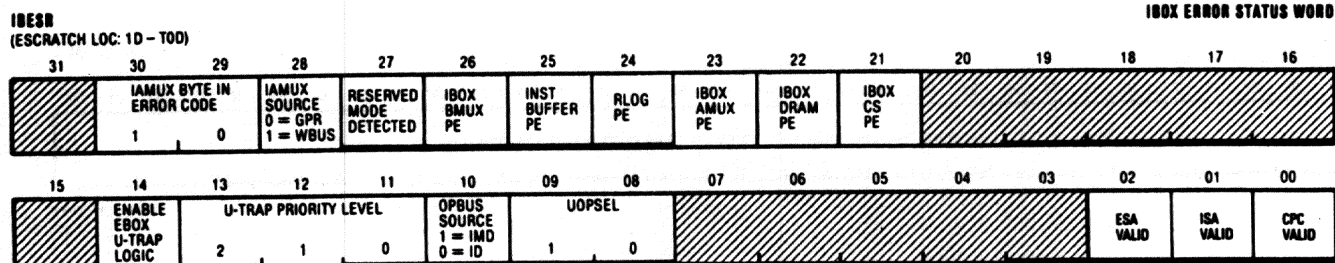 IBESR
IBOX ERROR STATUS WORD
(ESCRATCH LOC: 1D – TOD)
31 30 29 28 27 26 25 24 23 22 21 20 19 18 17 16
IAMUX BYTE IN
ERROR CODE
1 0
IAMUX
SOURCE
0 = GPR
1 = WBUS
RESERVED
MODE
DETECTED
IBOX
BMUX
PE
INST
BUFFER
PE
RLOG
PE
IBOX
AMUX
PE
IBOX
DRAM
PE
IBOX
CS
PE
15 14 13 12 11 10 09 08 07 06 05 04 03 02 01 00
ENABLE
EBOX
U-TRAP
LOGIC
U-TRAP PRIORITY LEVEL
2 1 0
OPBUS
SOURCE
1 = IMD
0 = ID
UOPSEL
1 0
ESA
VALID
ISA
VALID
CPC
VALID